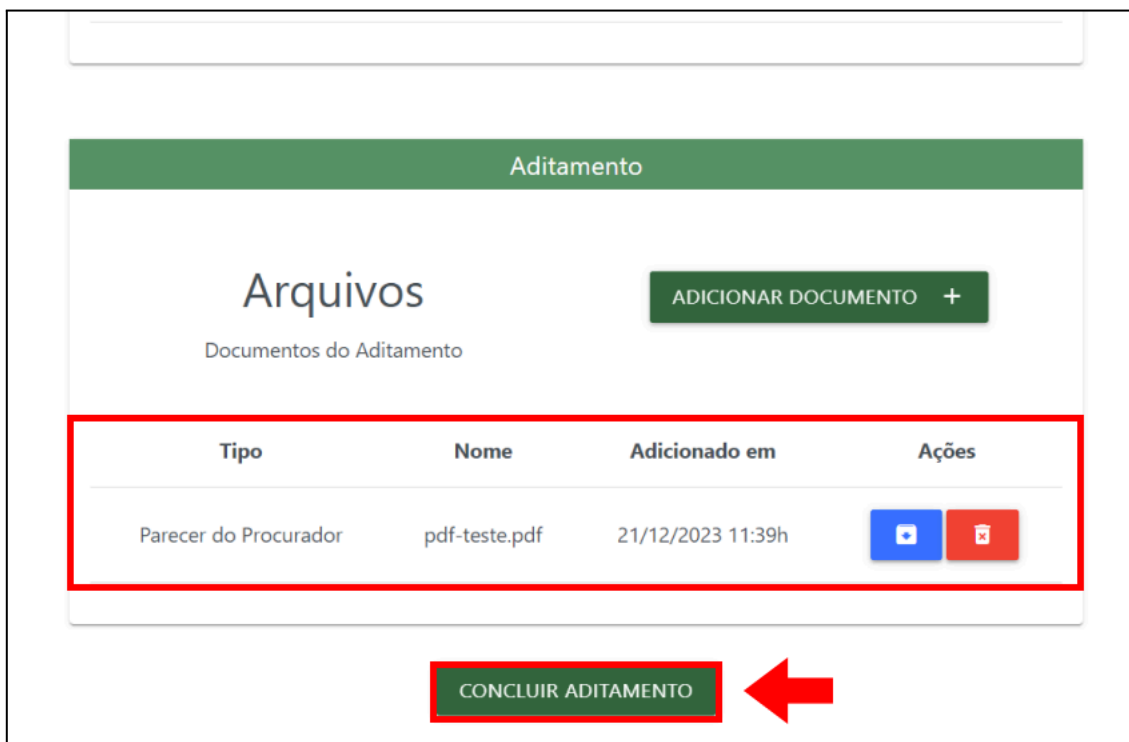 Aditamento
Arquivos
ADICIONAR DOCUMENTO +
Documentos do Aditamento
Tipo Nome Adicionado em Ações
Parecer do Procurador pdf-teste.pdf 21/12/2023 11:39h
CONCLUIR ADITAMENTO